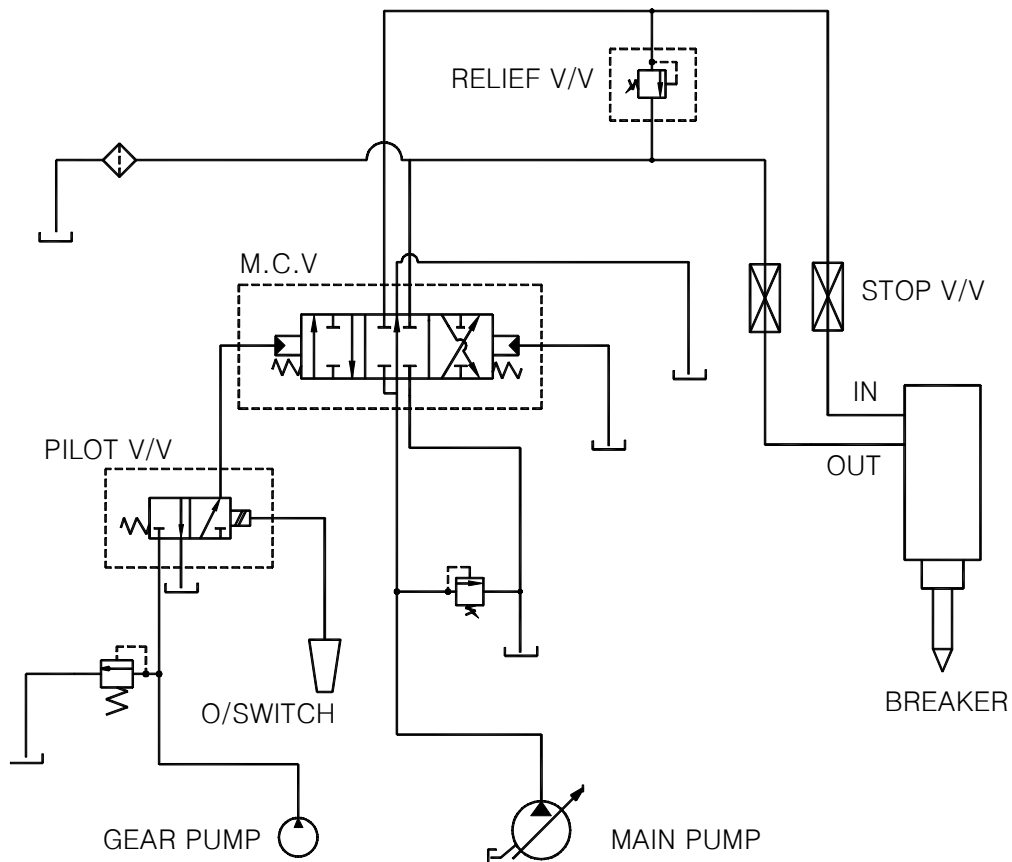 RELIEF V/V
M.C.V
STOP V/V
IN
PILOT V/V
OUT
O/SWITCH
BREAKER
GEAR PUMP
MAIN PUMP